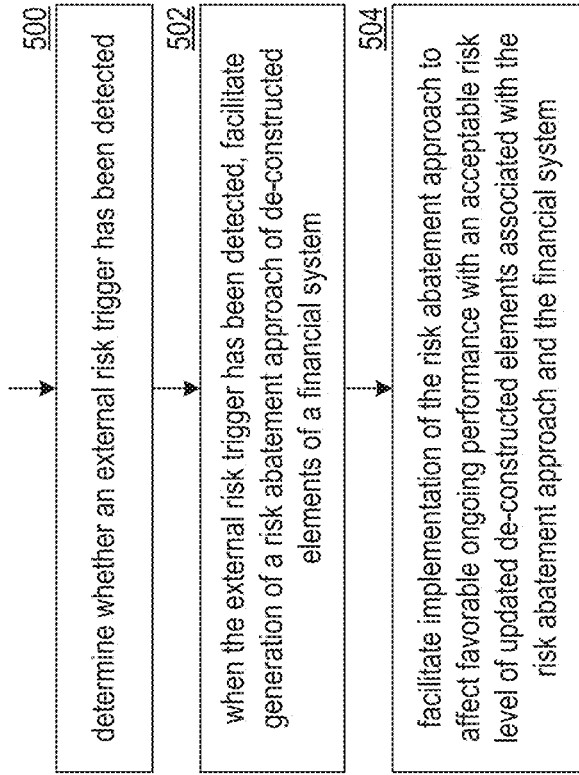 500
determine whether an external risk trigger has been detected
502
when the external risk trigger has been detected, facilitate
generation of a risk abatement approach of de-constructed
elements of a financial system
504
facilitate implementation of the risk abatement approach to
affect favorable ongoing performance with an acceptable risk
level of updated de-constructed elements associated with the
risk abatement approach and the financial system